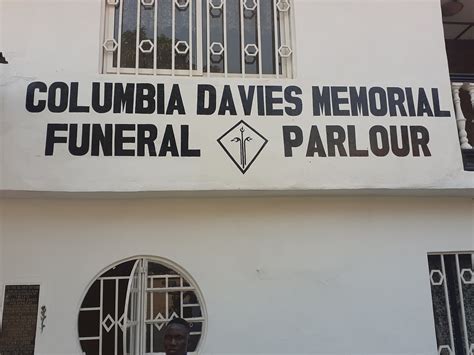 COLUMBIA DAVIES MEMORIAL
FUNERAL PARLOUR